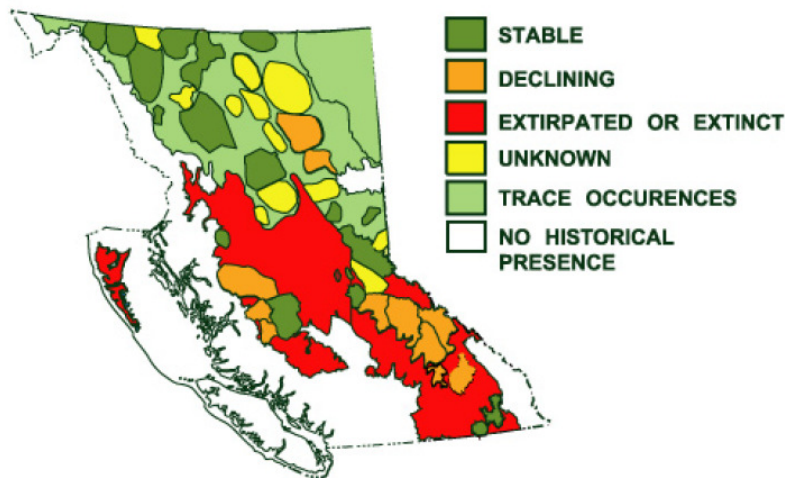 STABLE
DECLINING
EXTIRPATED OR EXTINCT
UNKNOWN
TRACE OCCURENCES
NO HISTORICAL
PRESENCE